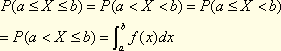 P(a ≤ X ≤ b) = P(a < X < b) = P(a ≤ X < b)
= P(a < X ≤ b) = ∫_a^b f(x)dx